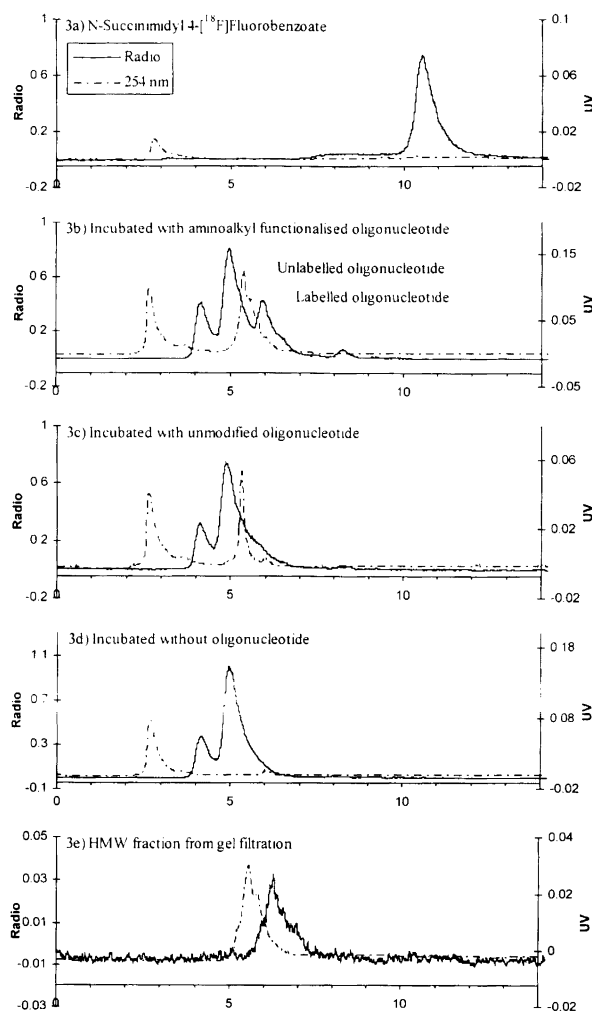 3a) N-Succinimidyl 4-[18F]Fluorobenzoate
Radio
254 nm
Radio
UV
1
0.6
0.2
-0.2
0.1
0.06
0.02
-0.02
0
5
10
3b) Incubated with aminoalkyl functionalised oligonucleotide
Unlabelled oligonucleotide
Labelled oligonucleotide
Radio
UV
1
0.6
0.2
-0.2
0.15
0.05
-0.05
0
5
10
3c) Incubated with unmodified oligonucleotide
Radio
UV
1
0.6
0.2
-0.2
0.06
0.02
-0.02
0
5
10
3d) Incubated without oligonucleotide
Radio
UV
1 1
0.7
0.3
-0.1
0.18
0.08
-0.02
0
5
10
3e) HMW fraction from gel filtration
Radio
UV
0.05
0.03
0.01
-0.01
-0.03
0.04
0.02
0
-0.02
0
5
10